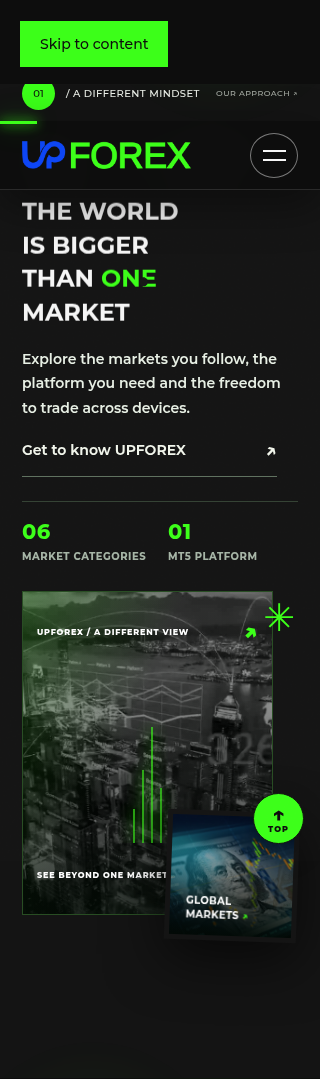 Skip to content
01 / A DIFFERENT MINDSET OUR APPROACH ↗
UPFOREX
THE WORLD
IS BIGGER
THAN ONE
MARKET
Explore the markets you follow, the
platform you need and the freedom
to trade across devices.
Get to know UPFOREX ↗
06 01
MARKET CATEGORIES MT5 PLATFORM
UPFOREX / A DIFFERENT VIEW ↗
326
↑
TOP
SEE BEYOND ONE MARKET
GLOBAL
MARKETS ↗